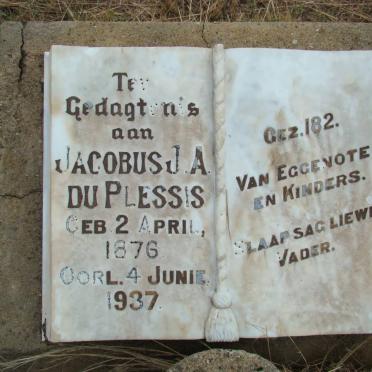 Ter
Gedagtenis
aan
JACOBUS J. A.
DU PLESSIS
GEB 2 APRIL,
1876
OORL. 4 JUNIE.
1937.
GEZ. 182.
VAN EGGENOTE
EN KINDERS.
SLAAP SAG LIEWE
VADER.